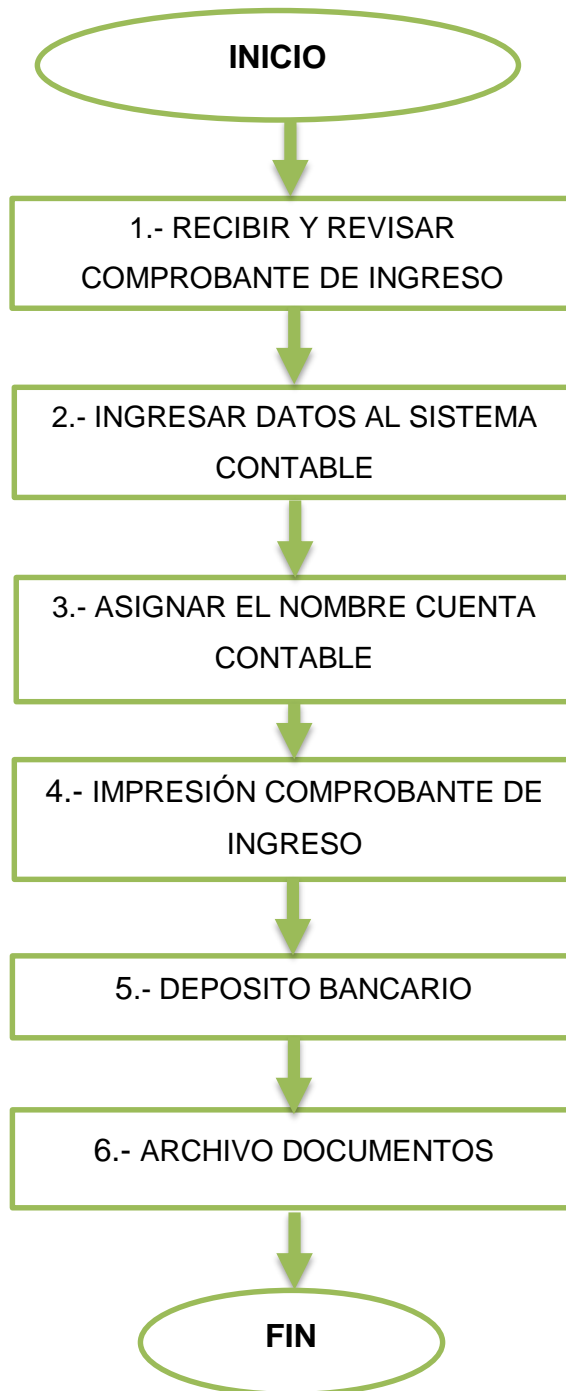 INICIO
1.- RECIBIR Y REVISAR
COMPROBANTE DE INGRESO
2.- INGRESAR DATOS AL SISTEMA
CONTABLE
3.- ASIGNAR EL NOMBRE CUENTA
CONTABLE
4.- IMPRESIÓN COMPROBANTE DE
INGRESO
5.- DEPOSITO BANCARIO
6.- ARCHIVO DOCUMENTOS
FIN